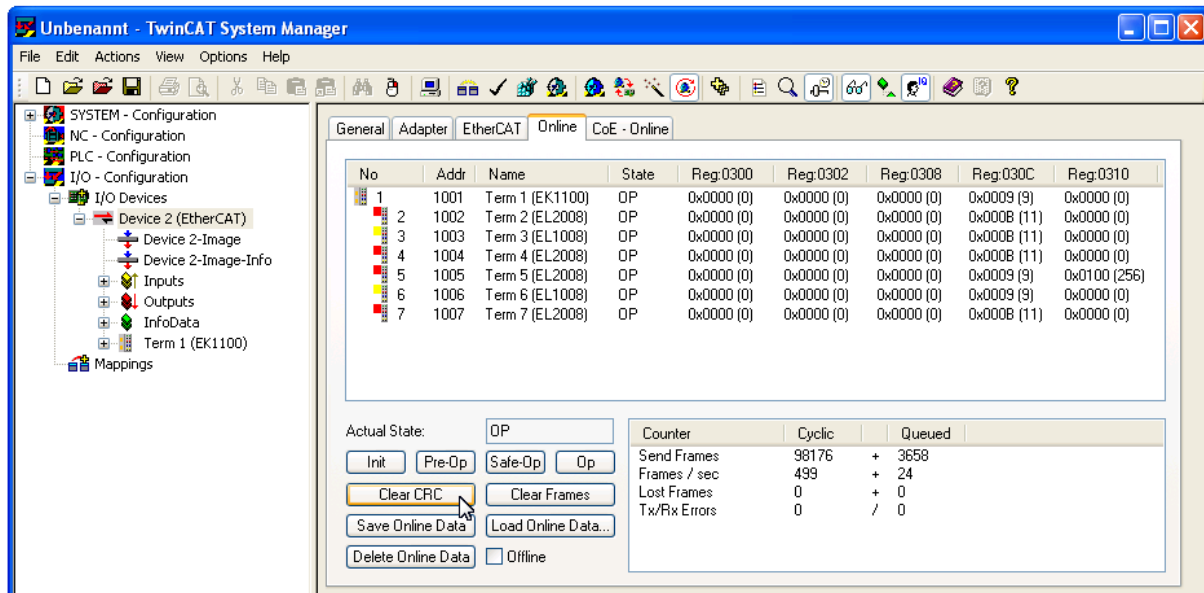 Unbenannt - TwinCAT System Manager
File Edit Actions View Options Help
SYSTEM - Configuration
NC - Configuration
PLC - Configuration
I/O - Configuration
I/O Devices
Device 2 (EtherCAT)
Device 2-Image
Device 2-Image-Info
Inputs
Outputs
InfoData
Term 1 (EK1100)
Mappings
General Adapter EtherCAT Online CoE - Online
No Addr Name State Reg:0300 Reg:0302 Reg:0308 Reg:030C Reg:0310
1 1001 Term 1 (EK1100) OP 0x0000 (0) 0x0000 (0) 0x0000 (0) 0x0009 (9) 0x0000 (0)
2 1002 Term 2 (EL2008) OP 0x0000 (0) 0x0000 (0) 0x0000 (0) 0x000B (11) 0x0000 (0)
3 1003 Term 3 (EL1008) OP 0x0000 (0) 0x0000 (0) 0x0000 (0) 0x000B (11) 0x0000 (0)
4 1004 Term 4 (EL2008) OP 0x0000 (0) 0x0000 (0) 0x0000 (0) 0x000B (11) 0x0000 (0)
5 1005 Term 5 (EL2008) OP 0x0000 (0) 0x0000 (0) 0x0000 (0) 0x0009 (9) 0x0100 (256)
6 1006 Term 6 (EL1008) OP 0x0000 (0) 0x0000 (0) 0x0000 (0) 0x0009 (9) 0x0000 (0)
7 1007 Term 7 (EL2008) OP 0x0000 (0) 0x0000 (0) 0x0000 (0) 0x000B (11) 0x0000 (0)
Actual State: OP
Init Pre-Op Safe-Op Op
Clear CRC Clear Frames
Save Online Data Load Online Data...
Delete Online Data Offline
Counter Cyclic Queued
Send Frames 98176 + 3658
Frames / sec 499 + 24
Lost Frames 0 + 0
Tx/Rx Errors 0 / 0